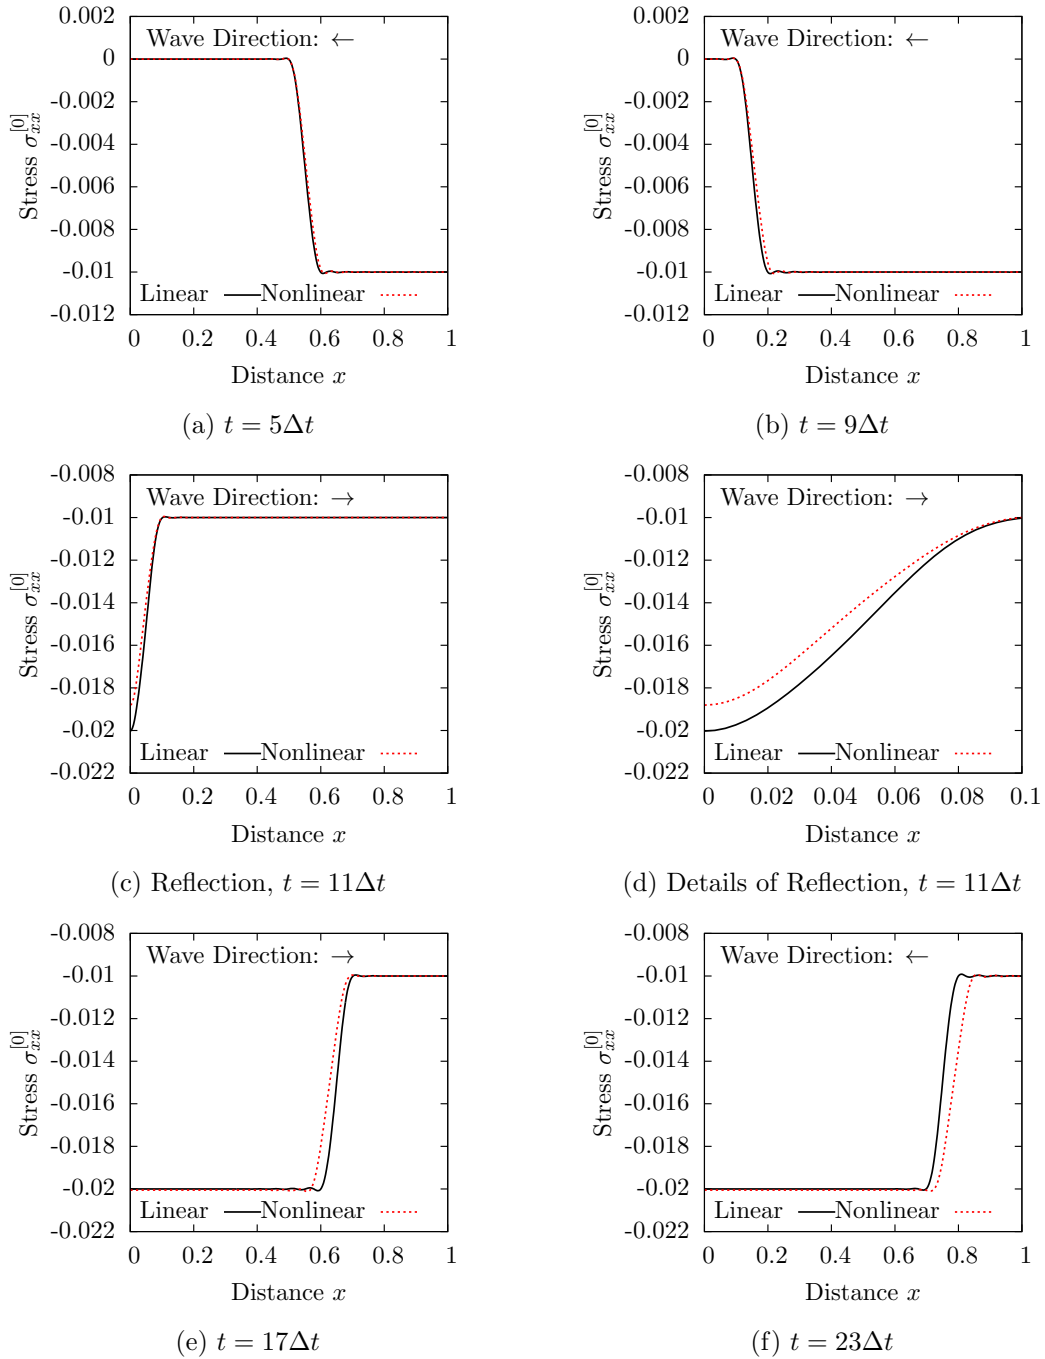 0.002
0
-0.002
-0.004
-0.006
-0.008
-0.01
-0.012
Stress σ_{xx}^{[0]}
Wave Direction: ←
Linear Nonlinear
0 0.2 0.4 0.6 0.8 1
Distance x
(a) t = 5Δt
0.002
0
-0.002
-0.004
-0.006
-0.008
-0.01
-0.012
Stress σ_{xx}^{[0]}
Wave Direction: ←
Linear Nonlinear
0 0.2 0.4 0.6 0.8 1
Distance x
(b) t = 9Δt
-0.008
-0.01
-0.012
-0.014
-0.016
-0.018
-0.02
-0.022
Stress σ_{xx}^{[0]}
Wave Direction: →
Linear Nonlinear
0 0.2 0.4 0.6 0.8 1
Distance x
(c) Reflection, t = 11Δt
-0.008
-0.01
-0.012
-0.014
-0.016
-0.018
-0.02
-0.022
Stress σ_{xx}^{[0]}
Wave Direction: →
Linear Nonlinear
0 0.02 0.04 0.06 0.08 0.1
Distance x
(d) Details of Reflection, t = 11Δt
-0.008
-0.01
-0.012
-0.014
-0.016
-0.018
-0.02
-0.022
Stress σ_{xx}^{[0]}
Wave Direction: →
Linear Nonlinear
0 0.2 0.4 0.6 0.8 1
Distance x
(e) t = 17Δt
-0.008
-0.01
-0.012
-0.014
-0.016
-0.018
-0.02
-0.022
Stress σ_{xx}^{[0]}
Wave Direction: ←
Linear Nonlinear
0 0.2 0.4 0.6 0.8 1
Distance x
(f) t = 23Δt